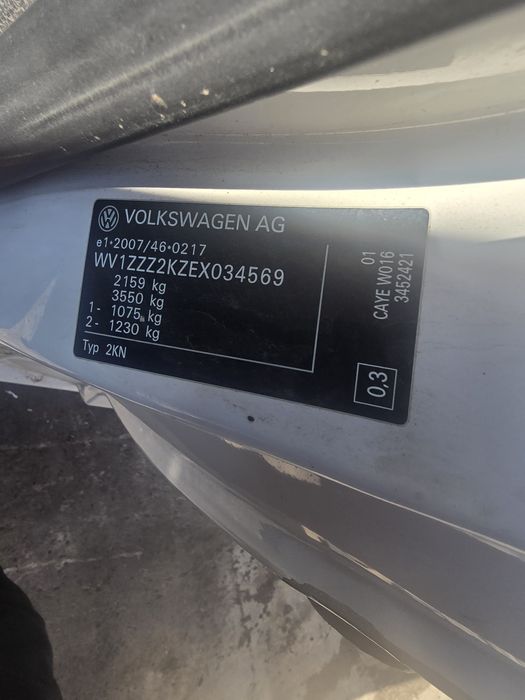 VOLKSWAGEN AG
e1*2007/46*0217
WV1ZZZ2KZEX034569
2159 kg
3550 kg
1- 1075 kg
2- 1230 kg
Typ 2KN
01
CAYE W016
3452421
0,3